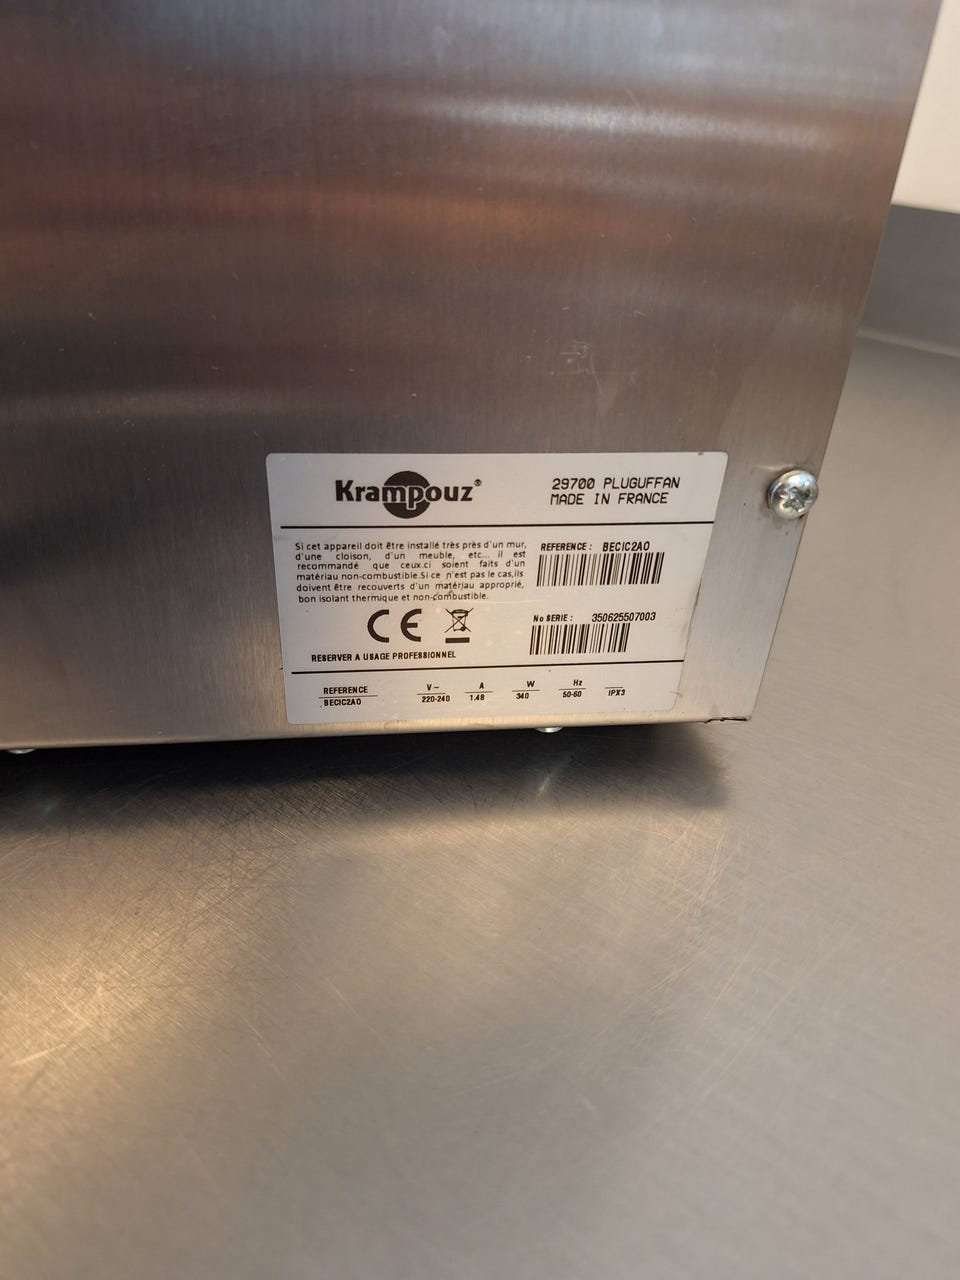 Krampouz®
29700 PLUGUFFAN
MADE IN FRANCE
Si cet appareil doit être installé très près d'un mur,
d'une cloison, d'un meuble, etc... il est
recommandé que ceux.ci soient faits d'un
matériau non-combustible.Si ce n'est pas le cas,ils
doivent être recouverts d'un matérjau approprié,
bon isolant thermique et non-combustible.
CE
RESERVER A USAGE PROFESSIONNEL
REFERENCE : BECIC2AO
No SERIE : 350625507003
REFERENCE V~ A W Hz
BECIC2AO 220-240 1.48 340 50-60 IPX3